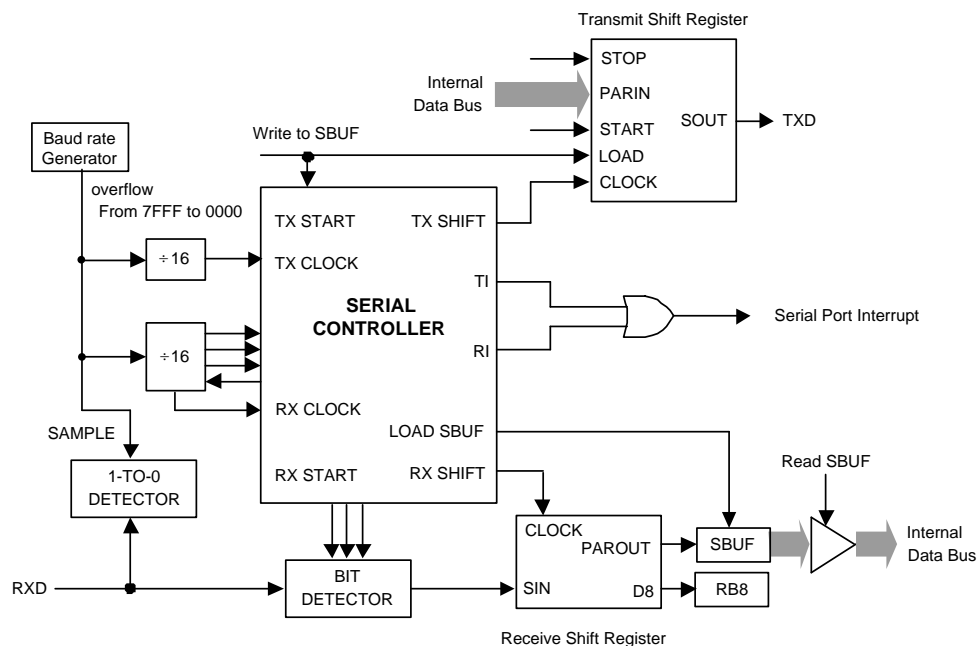 Transmit Shift Register
STOP
Internal
Data Bus
PARIN
START
SOUT
TXD
LOAD
CLOCK
Write to SBUF
Baud rate
Generator
overflow
From 7FFF to 0000
÷16
TX START
TX SHIFT
TX CLOCK
TI
SERIAL
CONTROLLER
Serial Port Interrupt
RI
÷16
RX CLOCK
SAMPLE
LOAD SBUF
RX START
RX SHIFT
1-TO-0
DETECTOR
Read SBUF
CLOCK
PAROUT
SBUF
Internal
Data Bus
RXD
BIT
DETECTOR
SIN
D8
RB8
Receive Shift Register